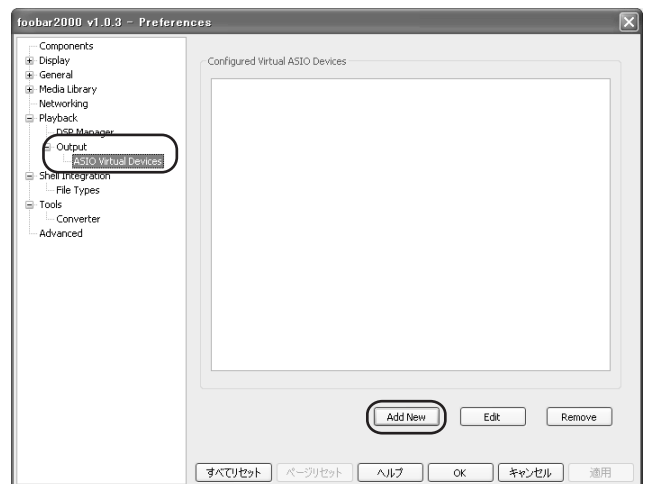 foobar2000 v1.0.3 – Preferences
Components
Display
General
Media Library
Networking
Playback
DSP Manager
Output
ASIO Virtual Devices
Shell Integration
File Types
Tools
Converter
Advanced
Configured Virtual ASIO Devices
Add New
Edit
Remove
すべてリセット
ページリセット
ヘルプ
OK
キャンセル
適用